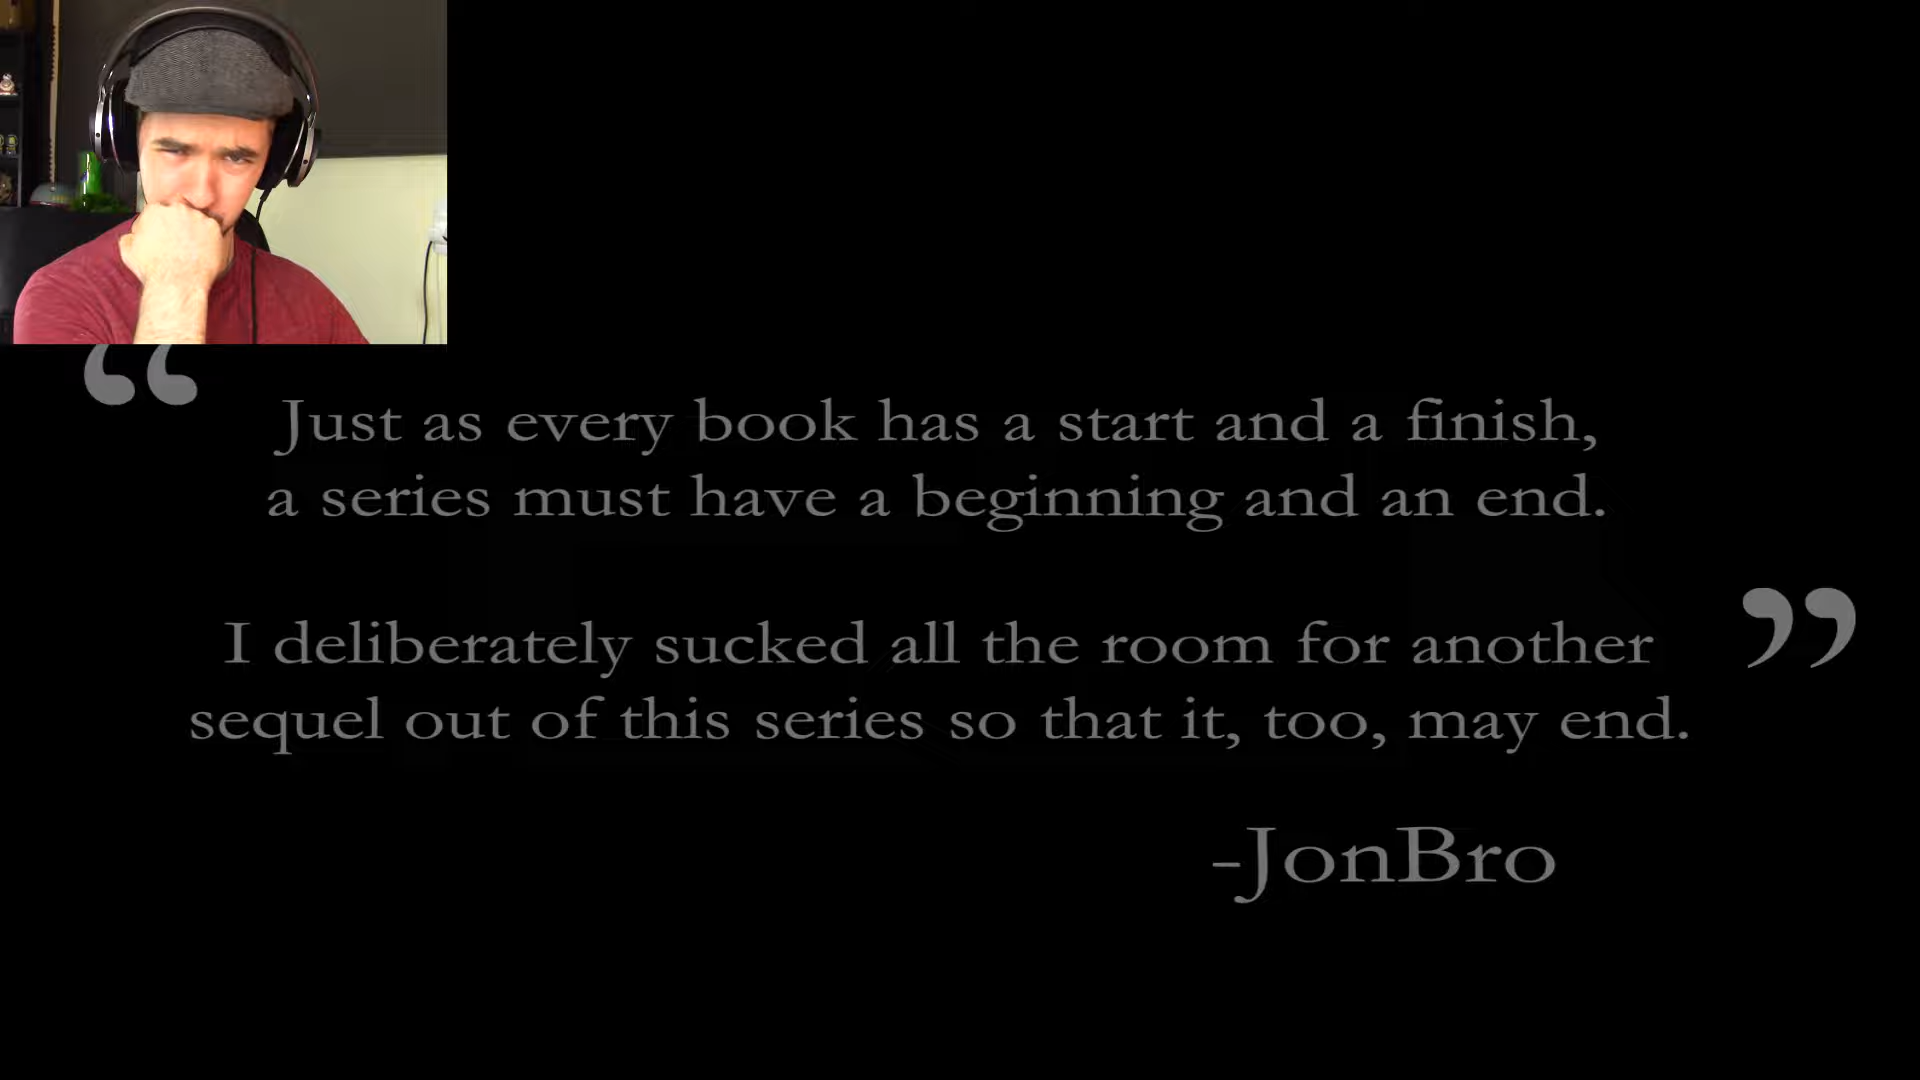 “
Just as every book has a start and a finish,
a series must have a beginning and an end.
I deliberately sucked all the room for another
sequel out of this series so that it, too, may end.
”
-JonBro